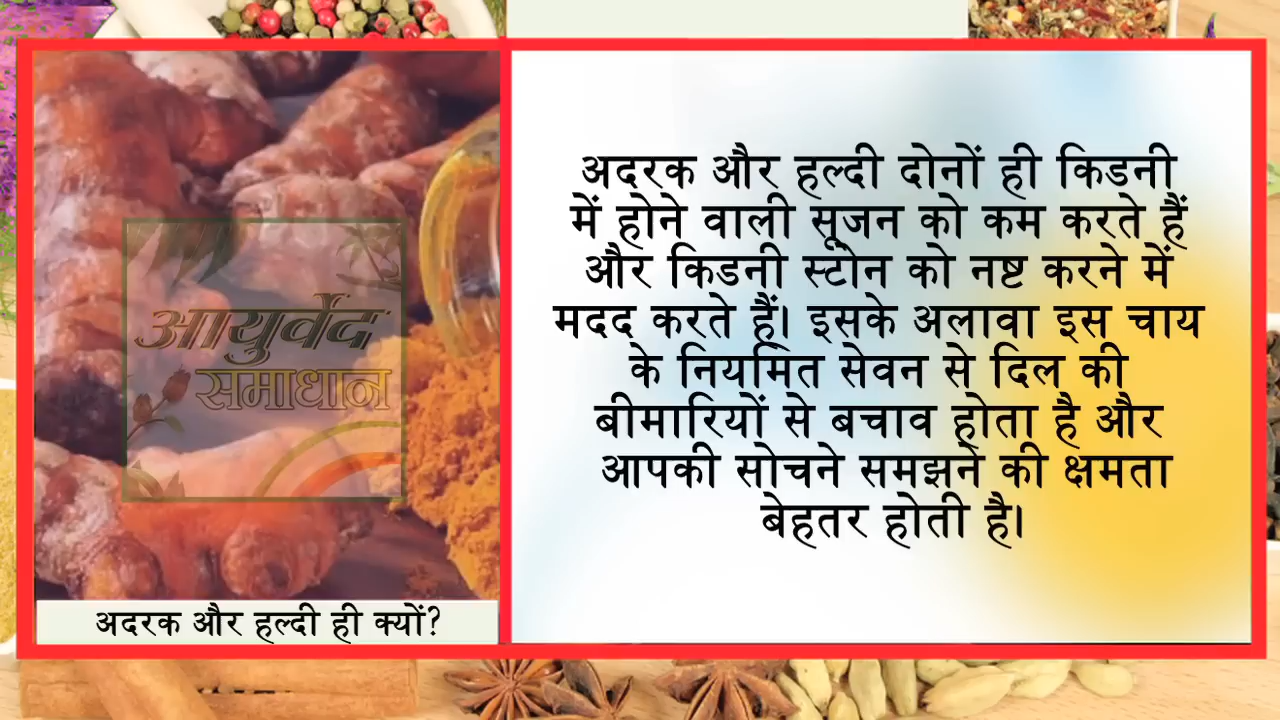 आयुर्वेद
समाधान
अदरक और हल्दी ही क्यों?
अदरक और हल्दी दोनों ही किडनी
में होने वाली सूजन को कम करते हैं
और किडनी स्टोन को नष्ट करने में
मदद करते हैं। इसके अलावा इस चाय
के नियमित सेवन से दिल की
बीमारियों से बचाव होता है और
आपकी सोचने समझने की क्षमता
बेहतर होती है।